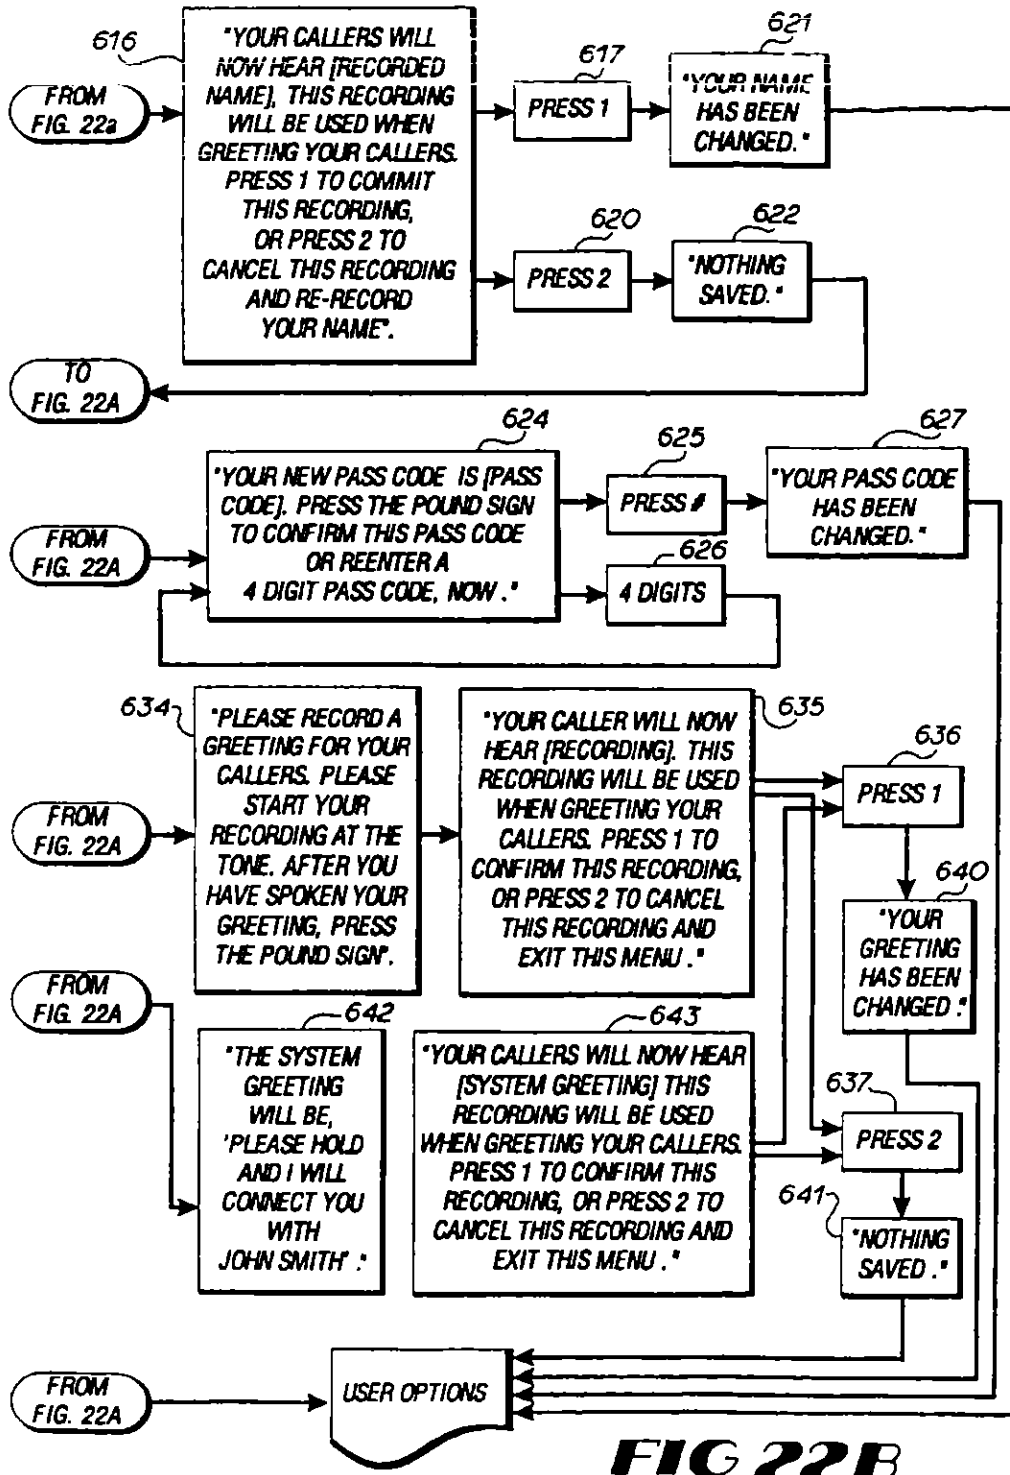 616
"YOUR CALLERS WILL
NOW HEAR [RECORDED
NAME], THIS RECORDING
WILL BE USED WHEN
GREETING YOUR CALLERS.
PRESS 1 TO COMMIT
THIS RECORDING,
OR PRESS 2 TO
CANCEL THIS RECORDING
AND RE-RECORD
YOUR NAME".
FROM
FIG. 22a
617
PRESS 1
621
"YOUR NAME
HAS BEEN
CHANGED."
620
PRESS 2
622
"NOTHING
SAVED."
TO
FIG. 22A
624
"YOUR NEW PASS CODE IS [PASS
CODE]. PRESS THE POUND SIGN
TO CONFIRM THIS PASS CODE
OR REENTER A
4 DIGIT PASS CODE, NOW ."
625
PRESS #
627
"YOUR PASS CODE
HAS BEEN
CHANGED."
FROM
FIG. 22A
626
4 DIGITS
634
"PLEASE RECORD A
GREETING FOR YOUR
CALLERS. PLEASE
START YOUR
RECORDING AT THE
TONE. AFTER YOU
HAVE SPOKEN YOUR
GREETING, PRESS
THE POUND SIGN".
635
"YOUR CALLER WILL NOW
HEAR [RECORDING]. THIS
RECORDING WILL BE USED
WHEN GREETING YOUR
CALLERS. PRESS 1 TO
CONFIRM THIS RECORDING,
OR PRESS 2 TO CANCEL
THIS RECORDING AND
EXIT THIS MENU ."
636
PRESS 1
FROM
FIG. 22A
640
"YOUR
GREETING
HAS BEEN
CHANGED ."
FROM
FIG. 22A
642
"THE SYSTEM
GREETING
WILL BE,
'PLEASE HOLD
AND I WILL
CONNECT YOU
WITH
JOHN SMITH' ."
643
"YOUR CALLERS WILL NOW HEAR
[SYSTEM GREETING] THIS
RECORDING WILL BE USED
WHEN GREETING YOUR CALLERS.
PRESS 1 TO CONFIRM THIS
RECORDING, OR PRESS 2 TO
CANCEL THIS RECORDING AND
EXIT THIS MENU ."
637
PRESS 2
641
"NOTHING
SAVED ."
FROM
FIG. 22A
USER OPTIONS
FIG 22B